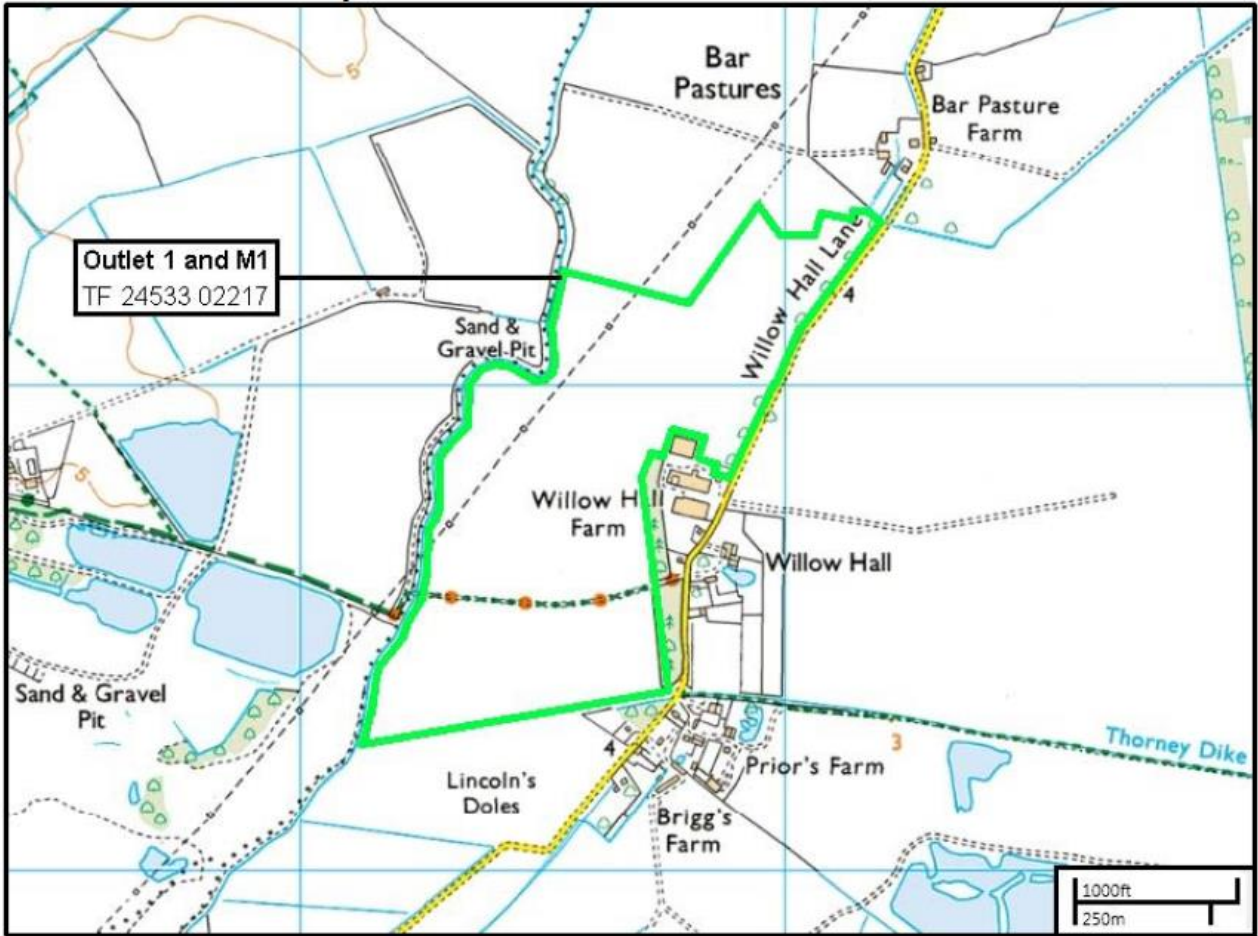 Bar
Pastures
5
Bar Pasture
Farm
Outlet 1 and M1
TF 24533 02217
Willow Hall Lane
4
Sand &
Gravel Pit
5
Willow Hall
Farm
Willow Hall
Sand & Gravel
Pit
3
Thorney Dike
4
Prior's Farm
Lincoln's
Doles
Brigg's
Farm
1000ft
250m